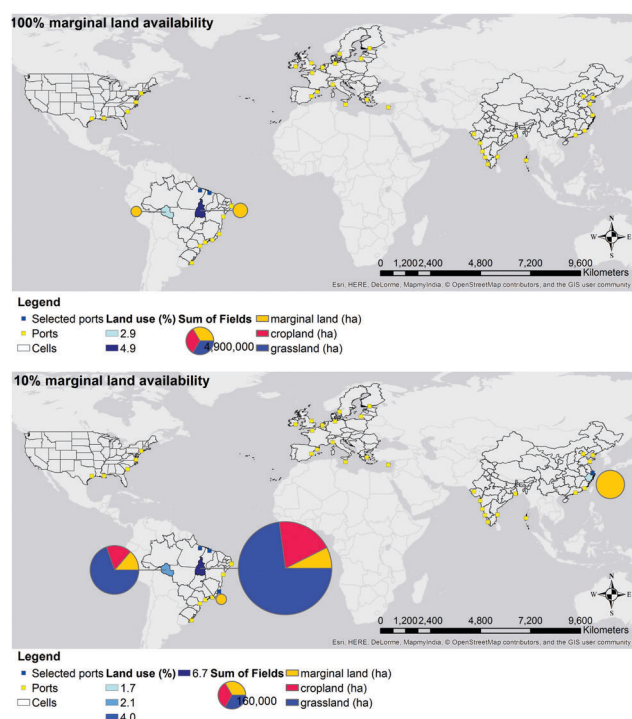 100% marginal land availability
N
W E
S
0 1,200 2,400 4,800 7,200 9,600
Kilometers
Esri, HERE, DeLorme, MapmyIndia, © OpenStreetMap contributors, and the GIS user community
Legend
Selected ports Land use (%) Sum of Fields marginal land (ha)
Ports 2.9 cropland (ha)
Cells 4.9 4,900,000 grassland (ha)
10% marginal land availability
N
W E
S
0 1,200 2,400 4,800 7,200 9,600
Kilometers
Esri, HERE, DeLorme, MapmyIndia, © OpenStreetMap contributors, and the GIS user community
Legend
Selected ports Land use (%) 6.7 Sum of Fields marginal land (ha)
Ports 1.7 cropland (ha)
Cells 2.1 160,000 grassland (ha)
4.0